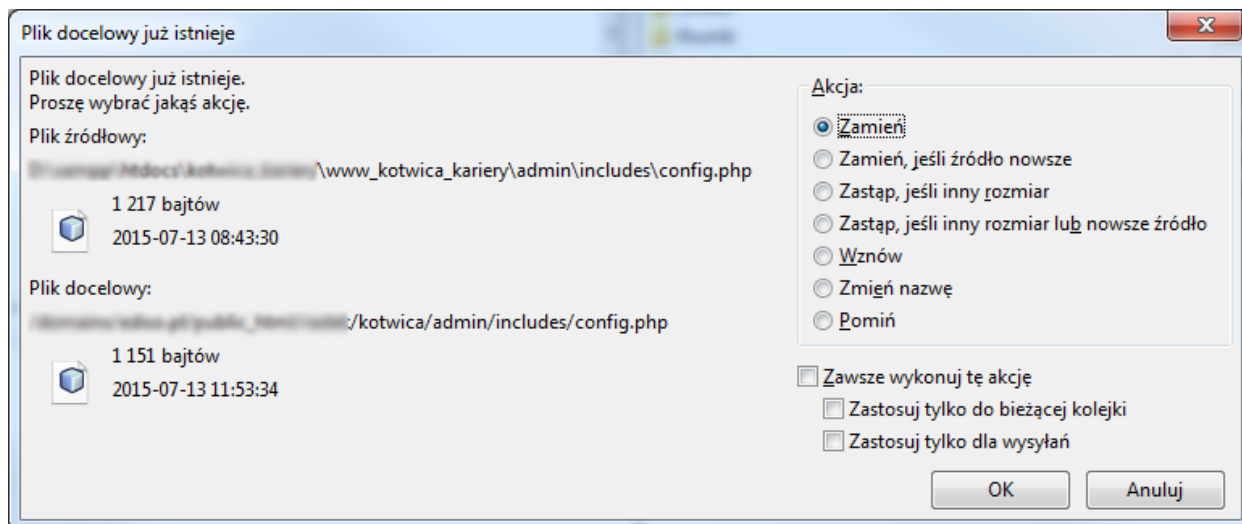 Plik docelowy już istnieje
Plik docelowy już istnieje.
Proszę wybrać jakąś akcję.
Plik źródłowy:
\www_kotwica_kariery\admin\includes\config.php
1 217 bajtów
2015-07-13 08:43:30
Plik docelowy:
:/kotwica/admin/includes/config.php
1 151 bajtów
2015-07-13 11:53:34
Akcja:
Zamień
Zamień, jeśli źródło nowsze
Zastąp, jeśli inny rozmiar
Zastąp, jeśli inny rozmiar lub nowsze źródło
Wznów
Zmień nazwę
Pomiń
Zawsze wykonuj tę akcję
Zastosuj tylko do bieżącej kolejki
Zastosuj tylko dla wysyłań
OK
Anuluj